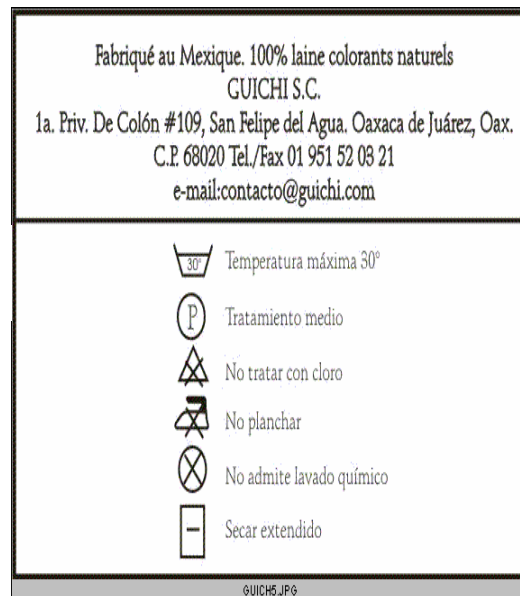 Fabriqué au Mexique. 100% laine colorants naturels
GUICHI S.C.
1a. Priv. De Colón #109, San Felipe del Agua. Oaxaca de Juárez, Oax.
C.P. 68020 Tel./Fax 01 951 52 03 21
e-mail:contacto@guichi.com
30° Temperatura máxima 30°
P Tratamiento medio
No tratar con cloro
No planchar
No admite lavado químico
Secar extendido
GUICH5.JPG